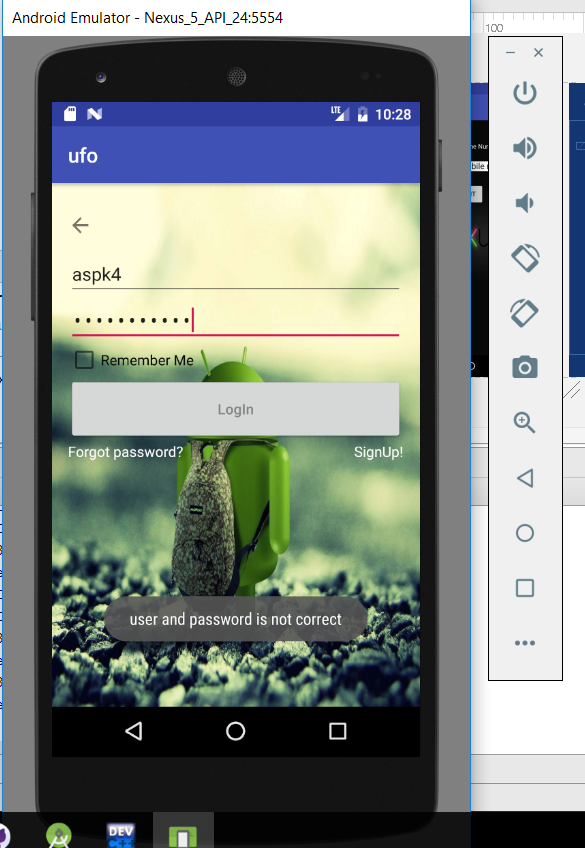 Android Emulator - Nexus_5_API_24:5554
100
LTE
10:28
ufo
aspk4
Remember Me
LogIn
Forgot password?
SignUp!
user and password is not correct
DEV
C++